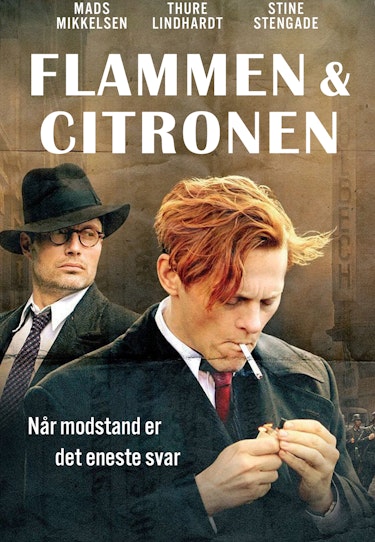 MADS THURE STINE
MIKKELSEN LINDHARDT STENGADE
FLAMMEN &
CITRONEN
Når modstand er
det eneste svar